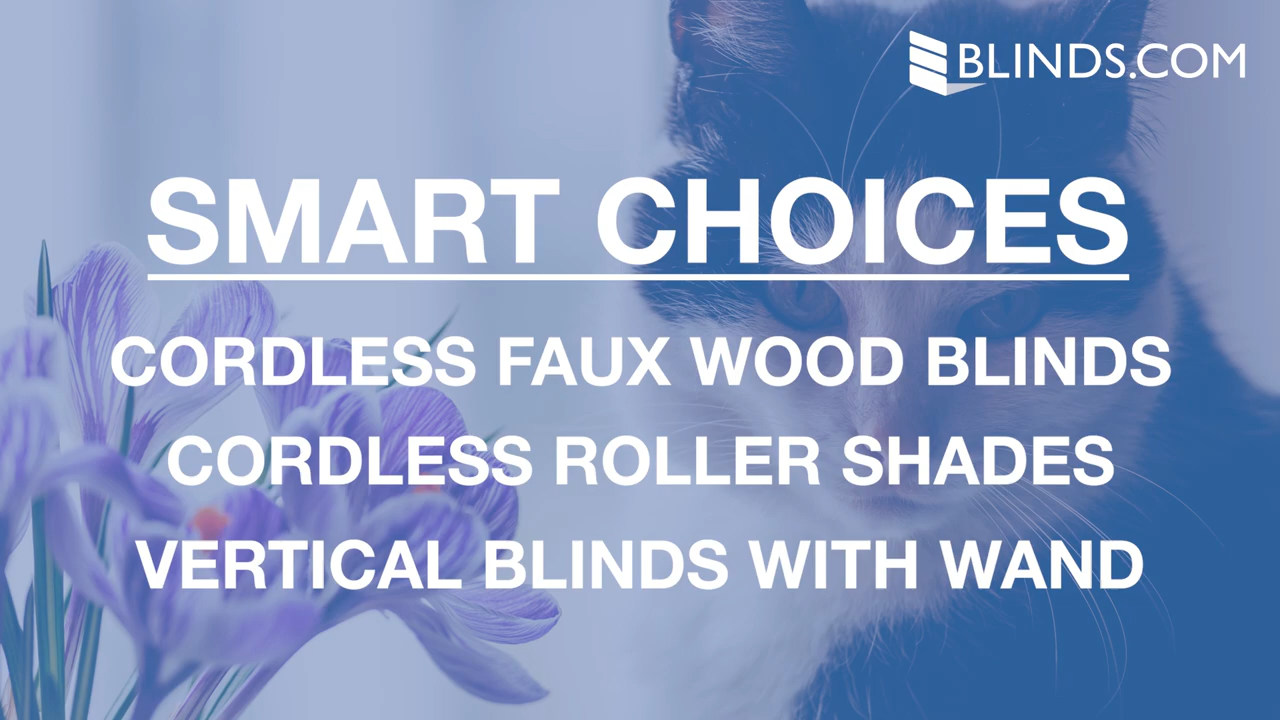 BLINDS.COM
SMART CHOICES
CORDLESS FAUX WOOD BLINDS
CORDLESS ROLLER SHADES
VERTICAL BLINDS WITH WAND